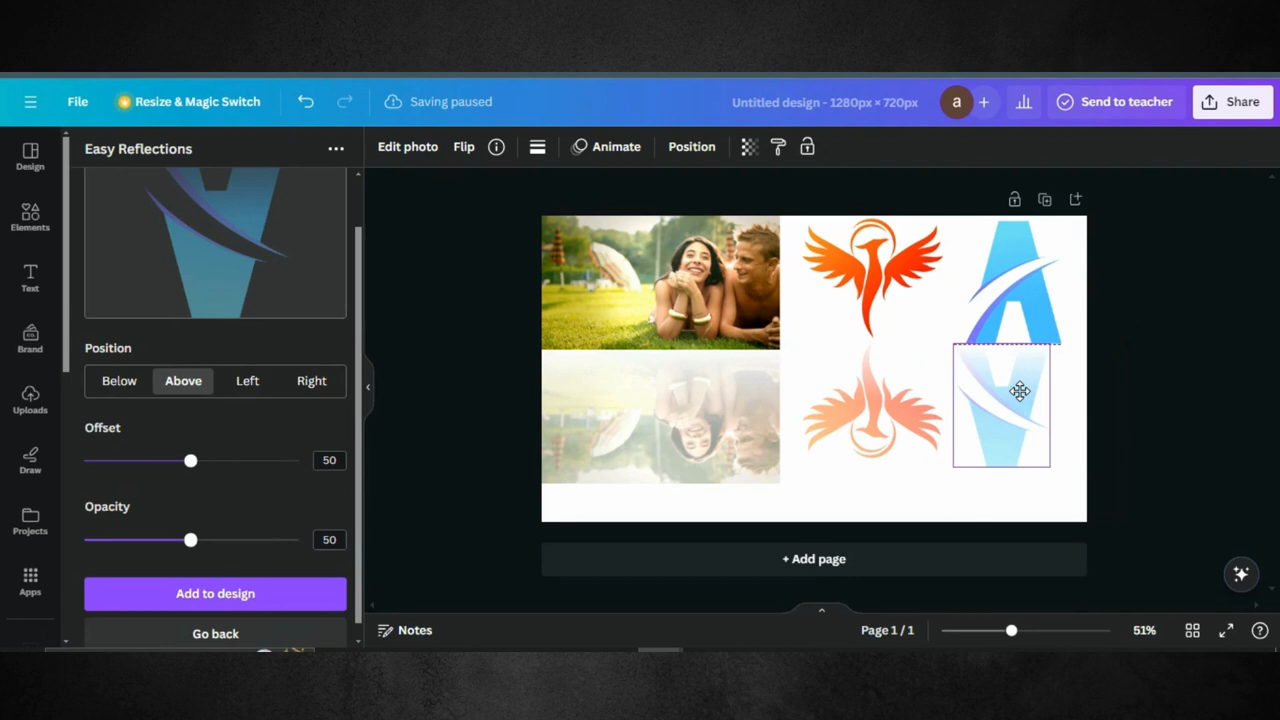 File
Resize & Magic Switch
Saving paused
Untitled design - 1280px × 720px
a
Send to teacher
Share
Design
Elements
Text
Brand
Uploads
Draw
Projects
Apps
Easy Reflections
Edit photo
Flip
Animate
Position
Position
Below
Above
Left
Right
Offset
50
Opacity
50
Add to design
Go back
A
+ Add page
Notes
Page 1 / 1
51%